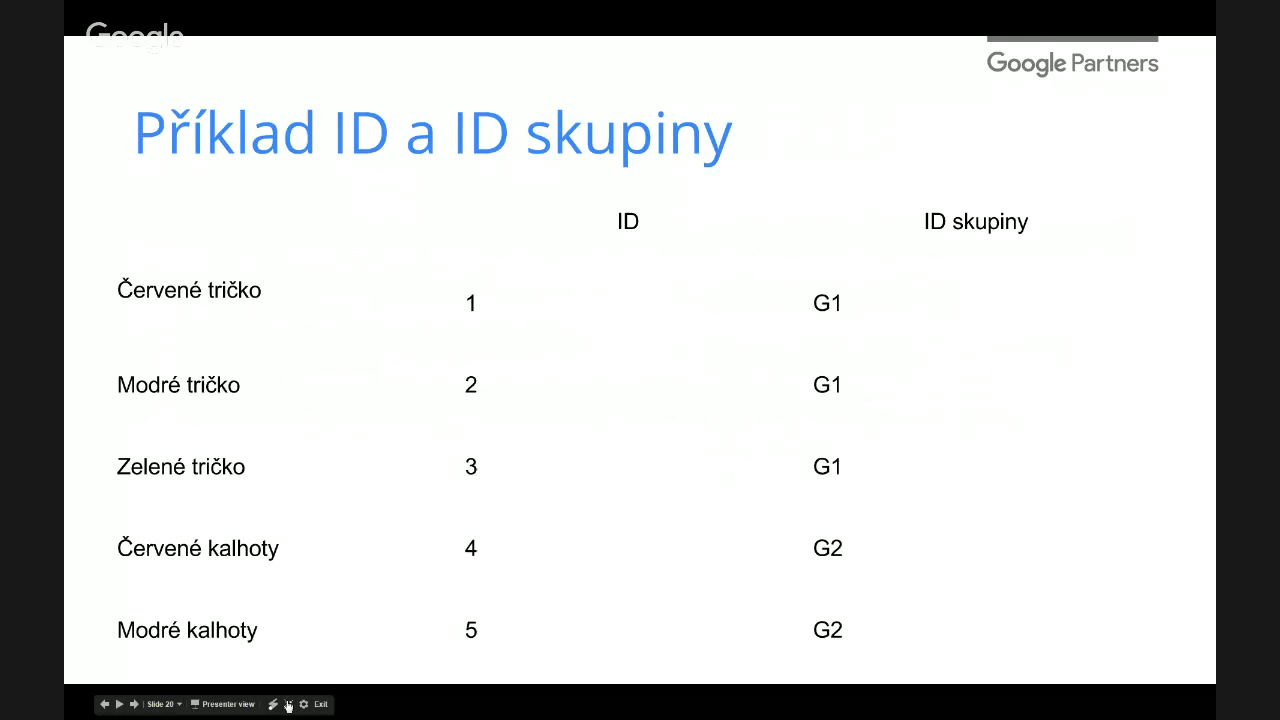 Google
Google Partners
Příklad ID a ID skupiny
ID ID skupiny
Červené tričko 1 G1
Modré tričko 2 G1
Zelené tričko 3 G1
Červené kalhoty 4 G2
Modré kalhoty 5 G2
Slide 20 Presenter view Exit